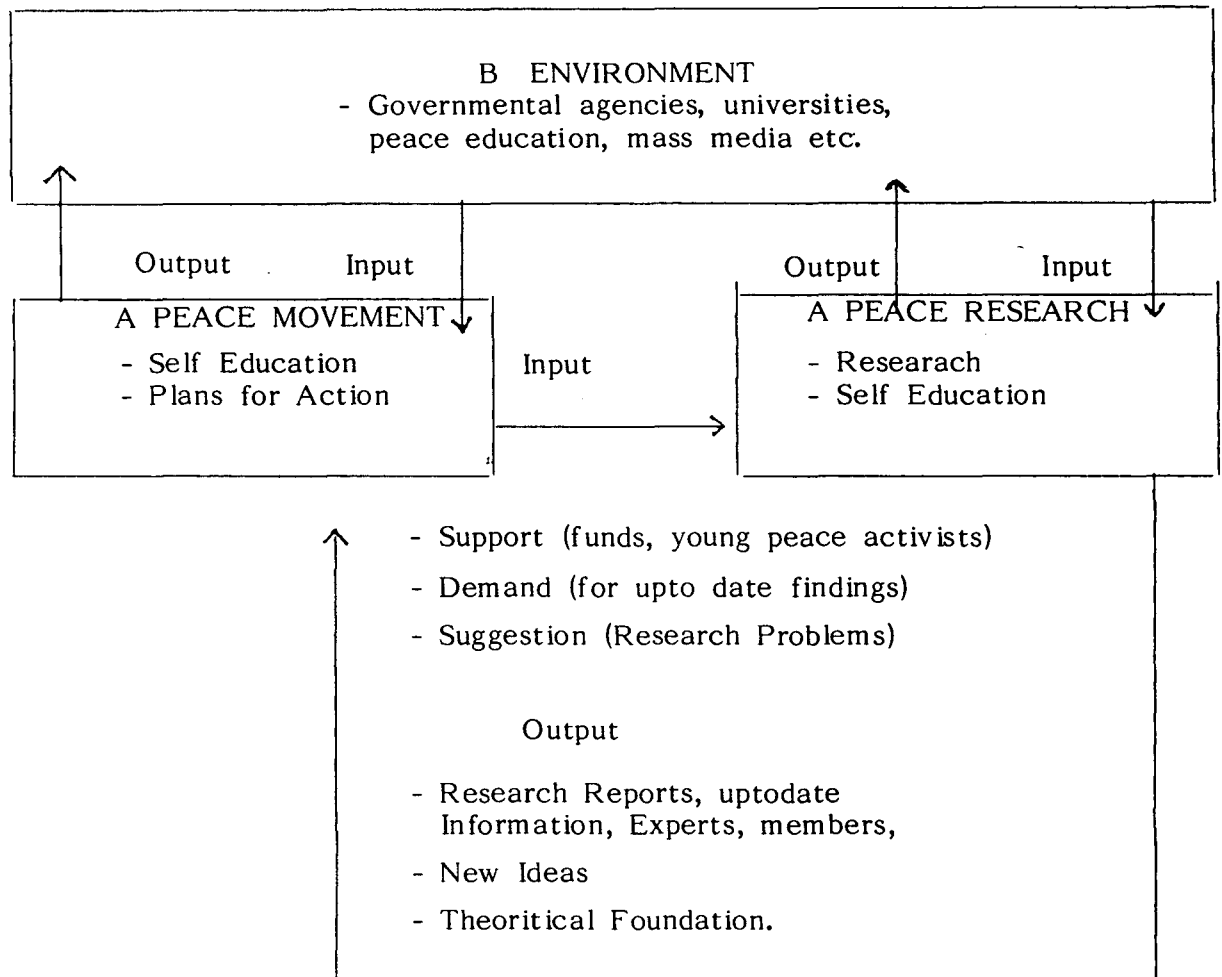 B ENVIRONMENT
- Governmental agencies, universities,
peace education, mass media etc.
Output Input
Output Input
A PEACE MOVEMENT
- Self Education
- Plans for Action
Input
A PEACE RESEARCH
- Researach
- Self Education
- Support (funds, young peace activists)
- Demand (for upto date findings)
- Suggestion (Research Problems)
Output
- Research Reports, uptodate
Information, Experts, members,
- New Ideas
- Theoritical Foundation.